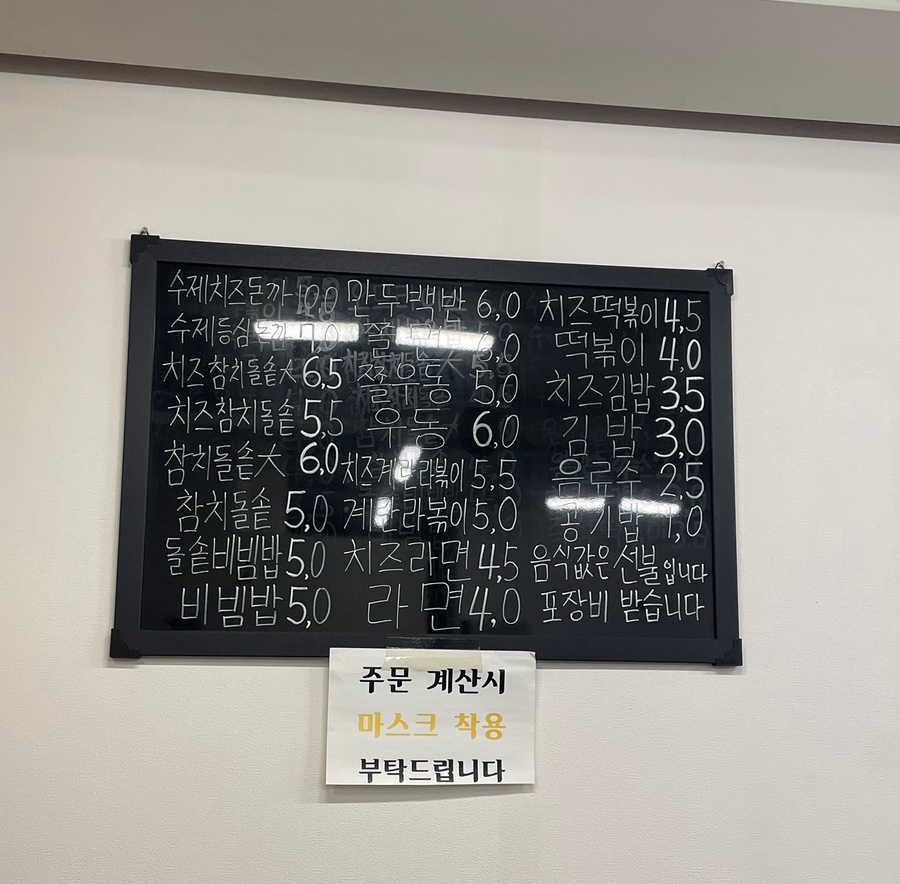 수제치즈돈까
수제등심돈까 7,0
치즈참치돌솥大 6,5
치즈참치돌솥 5,5
참치돌솥大 6,0
참치돌솥 5,0
돌솥비빔밥 5,0
비빔밥 5,0
만두백반 6,0
쫄면 6,0
쫄우동 5,0
우동 6,0
치즈계란라볶이 5,5
계란라볶이 5,0
치즈라면 4,5
라면 4,0
치즈떡볶이 4,5
떡볶이 4,0
치즈김밥 3,5
김밥 3,0
음료수 2,5
공기밥 1,0
음식값은 선불입니다
포장비 받습니다
주문 계산시
마스크 착용
부탁드립니다